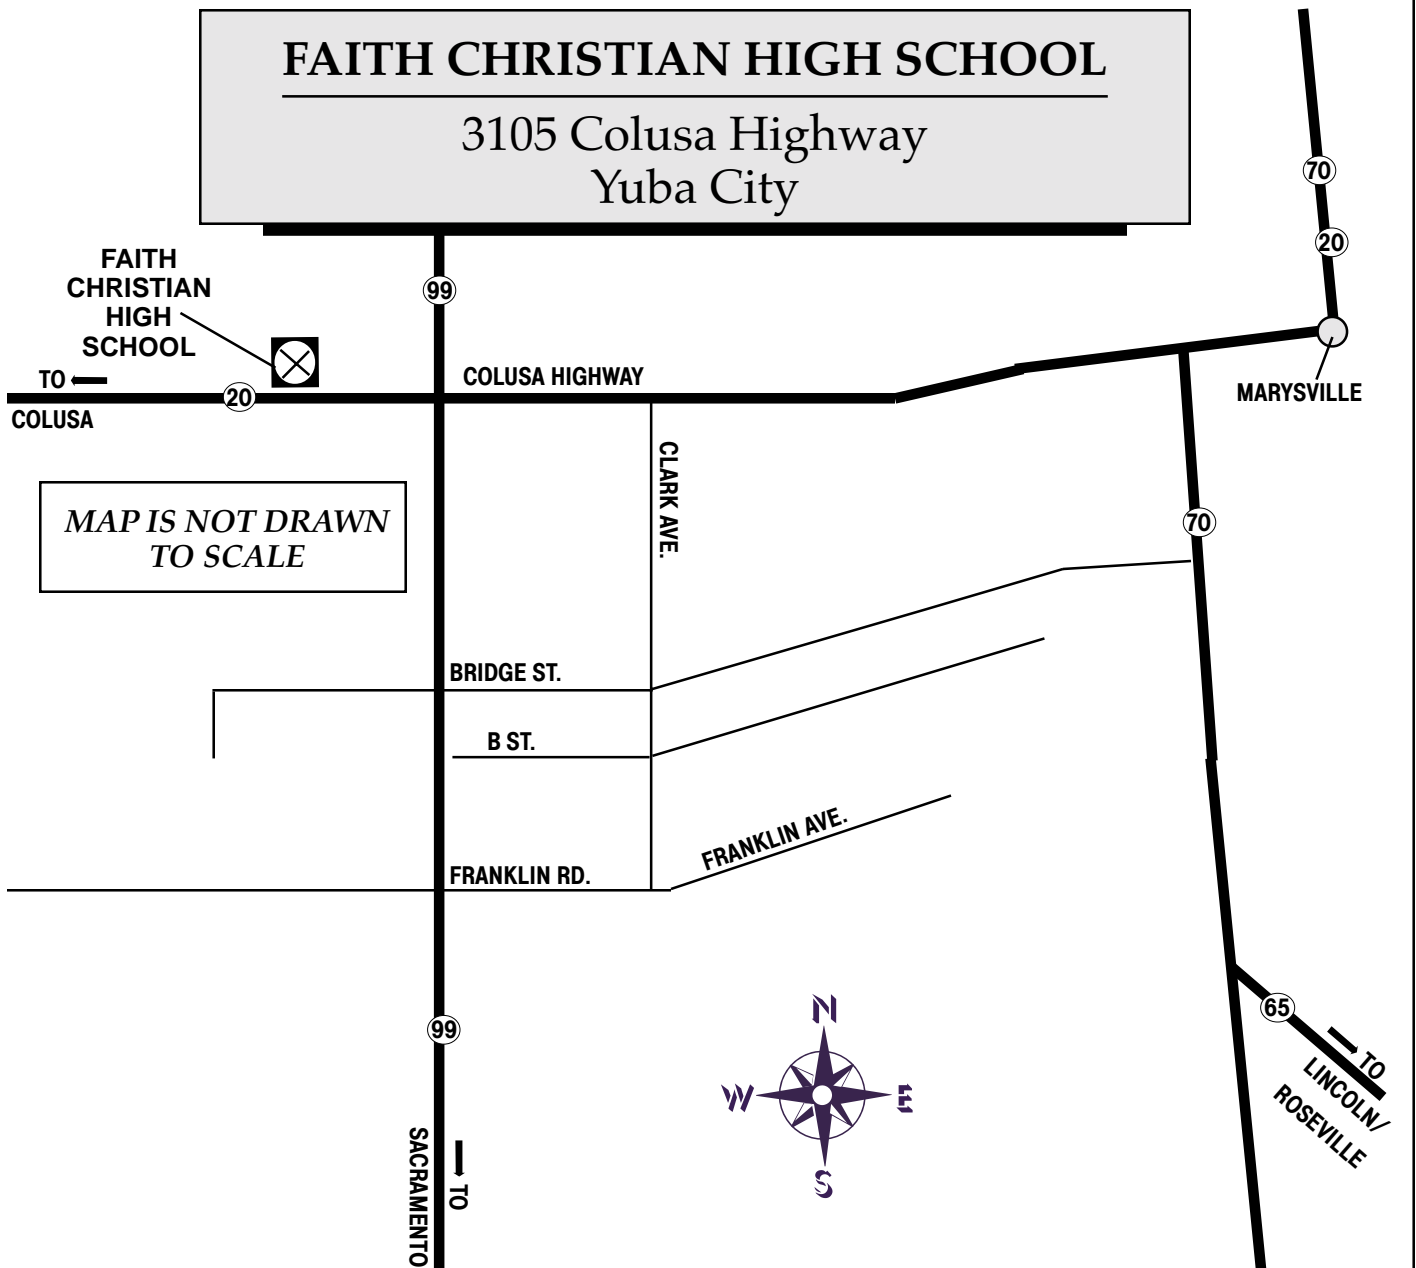 FAITH CHRISTIAN HIGH SCHOOL
3105 Colusa Highway
Yuba City
70
20
FAITH
CHRISTIAN
HIGH
SCHOOL
99
TO
COLUSA HIGHWAY
20
COLUSA
MARYSVILLE
CLARK AVE.
MAP IS NOT DRAWN
TO SCALE
70
BRIDGE ST.
B ST.
FRANKLIN AVE.
FRANKLIN RD.
99
N
W
E
S
65
TO
LINCOLN/
ROSEVILLE
SACRAMENTO
TO